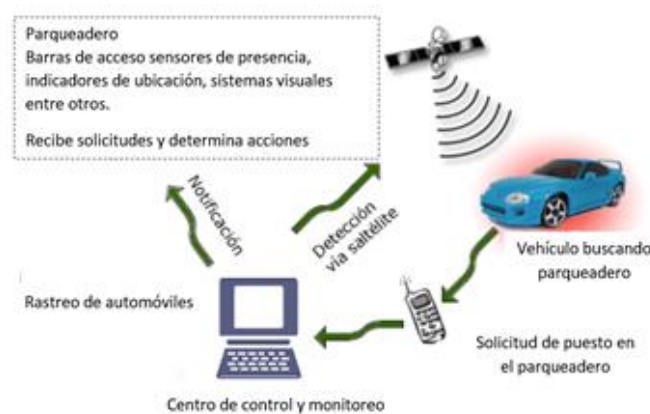 Parqueadero
Barras de acceso sensores de presencia,
indicadores de ubicación, sistemas visuales
entre otros.
Recibe solicitudes y determina acciones
Notificación
Detección
via saltélite
Vehículo buscando
parqueadero
Rastreo de automóviles
Solicitud de puesto en
el parqueadero
Centro de control y monitoreo